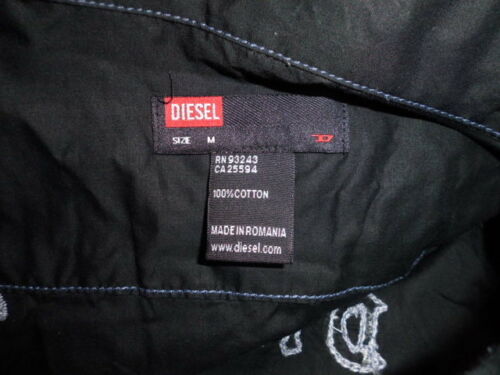 DIESEL
SIZE M
RN 93243
CA 25594
100% COTTON
MADE IN ROMANIA
www.diesel.com